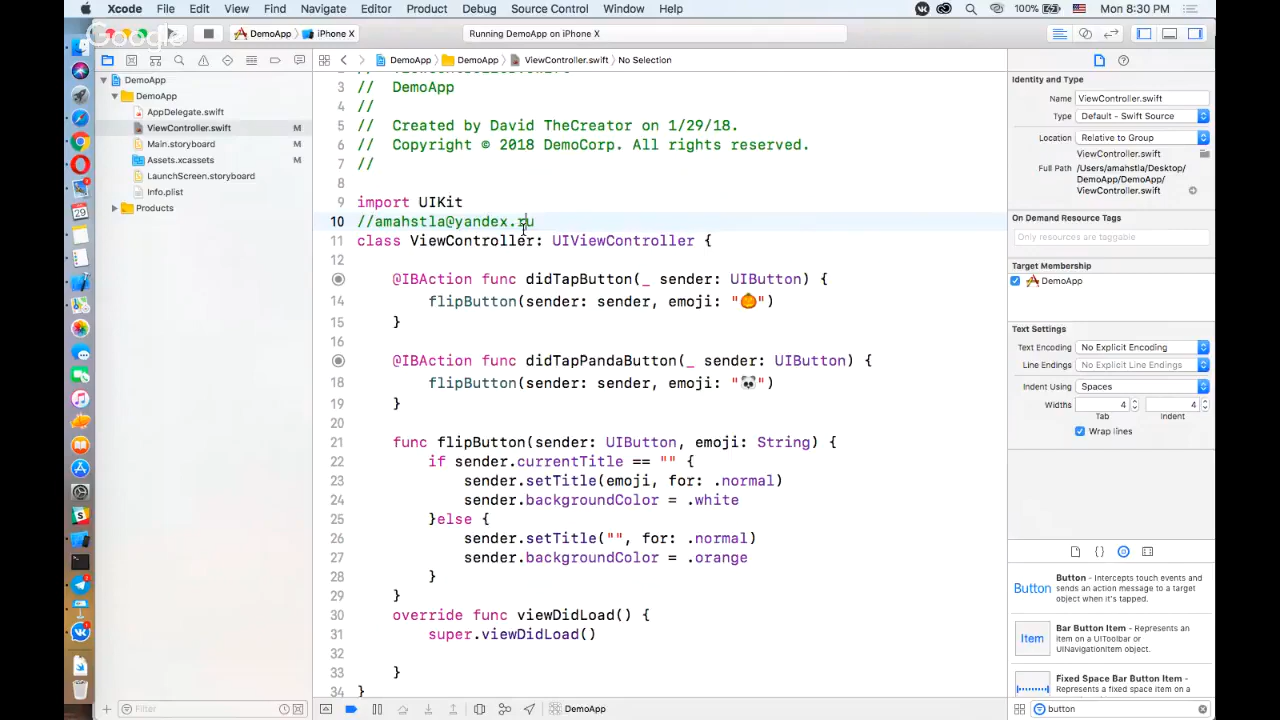 Xcode File Edit View Find Navigate Editor Product Debug Source Control Window Help 100% Mon 8:30 PM
Google
DemoApp iPhone X Running DemoApp on iPhone X
DemoApp DemoApp ViewController.swift No Selection
DemoApp
DemoApp
AppDelegate.swift
ViewController.swift M
Main.storyboard M
Assets.xcassets M
LaunchScreen.storyboard
Info.plist
Products
Filter
3 // DemoApp
4 //
5 // Created by David TheCreator on 1/29/18.
6 // Copyright © 2018 DemoCorp. All rights reserved.
7 //
8
9 import UIKit
10 //amahstla@yandex.ru
11 class ViewController: UIViewController {
12
@IBAction func didTapButton(_ sender: UIButton) {
14 flipButton(sender: sender, emoji: "🎃")
15 }
16
@IBAction func didTapPandaButton(_ sender: UIButton) {
18 flipButton(sender: sender, emoji: "🐼")
19 }
20
21 func flipButton(sender: UIButton, emoji: String) {
22 if sender.currentTitle == "" {
23 sender.setTitle(emoji, for: .normal)
24 sender.backgroundColor = .white
25 }else {
26 sender.setTitle("", for: .normal)
27 sender.backgroundColor = .orange
28 }
29 }
30 override func viewDidLoad() {
31 super.viewDidLoad()
32
33 }
34 }
DemoApp
Identity and Type
Name ViewController.swift
Type Default - Swift Source
Location Relative to Group
ViewController.swift
Full Path /Users/amahstla/Desktop/
DemoApp/DemoApp/
ViewController.swift
On Demand Resource Tags
Only resources are taggable
Target Membership
DemoApp
Text Settings
Text Encoding No Explicit Encoding
Line Endings No Explicit Line Endings
Indent Using Spaces
Widths 4 4
Tab Indent
Wrap lines
{}
Button
Button - Intercepts touch events and
sends an action message to a target
object when it's tapped.
Item
Bar Button Item - Represents an
item on a UIToolbar or
UINavigationItem object.
Fixed Space Bar Button Item -
Represents a fixed space item on a
button